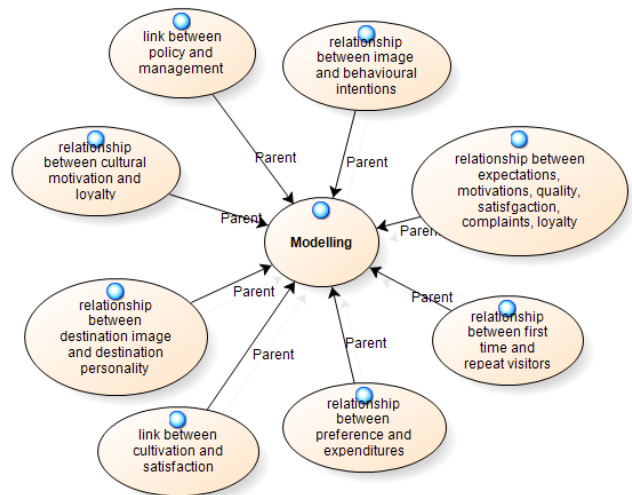 link between
policy and
management
relationship
between image
and behavioural
intentions
relationship
between cultural
motivation and
loyalty
Parent
Parent
relationship between
expectations,
motivations, quality,
satisfgaction,
complaints, loyalty
Parent
Parent
Modelling
relationship
between
destination image
and destination
personality
Parent
Parent
relationship
between first
time and
repeat visitors
Parent
Parent
link between
cultivation and
satisfaction
relationship
between
preference and
expenditures